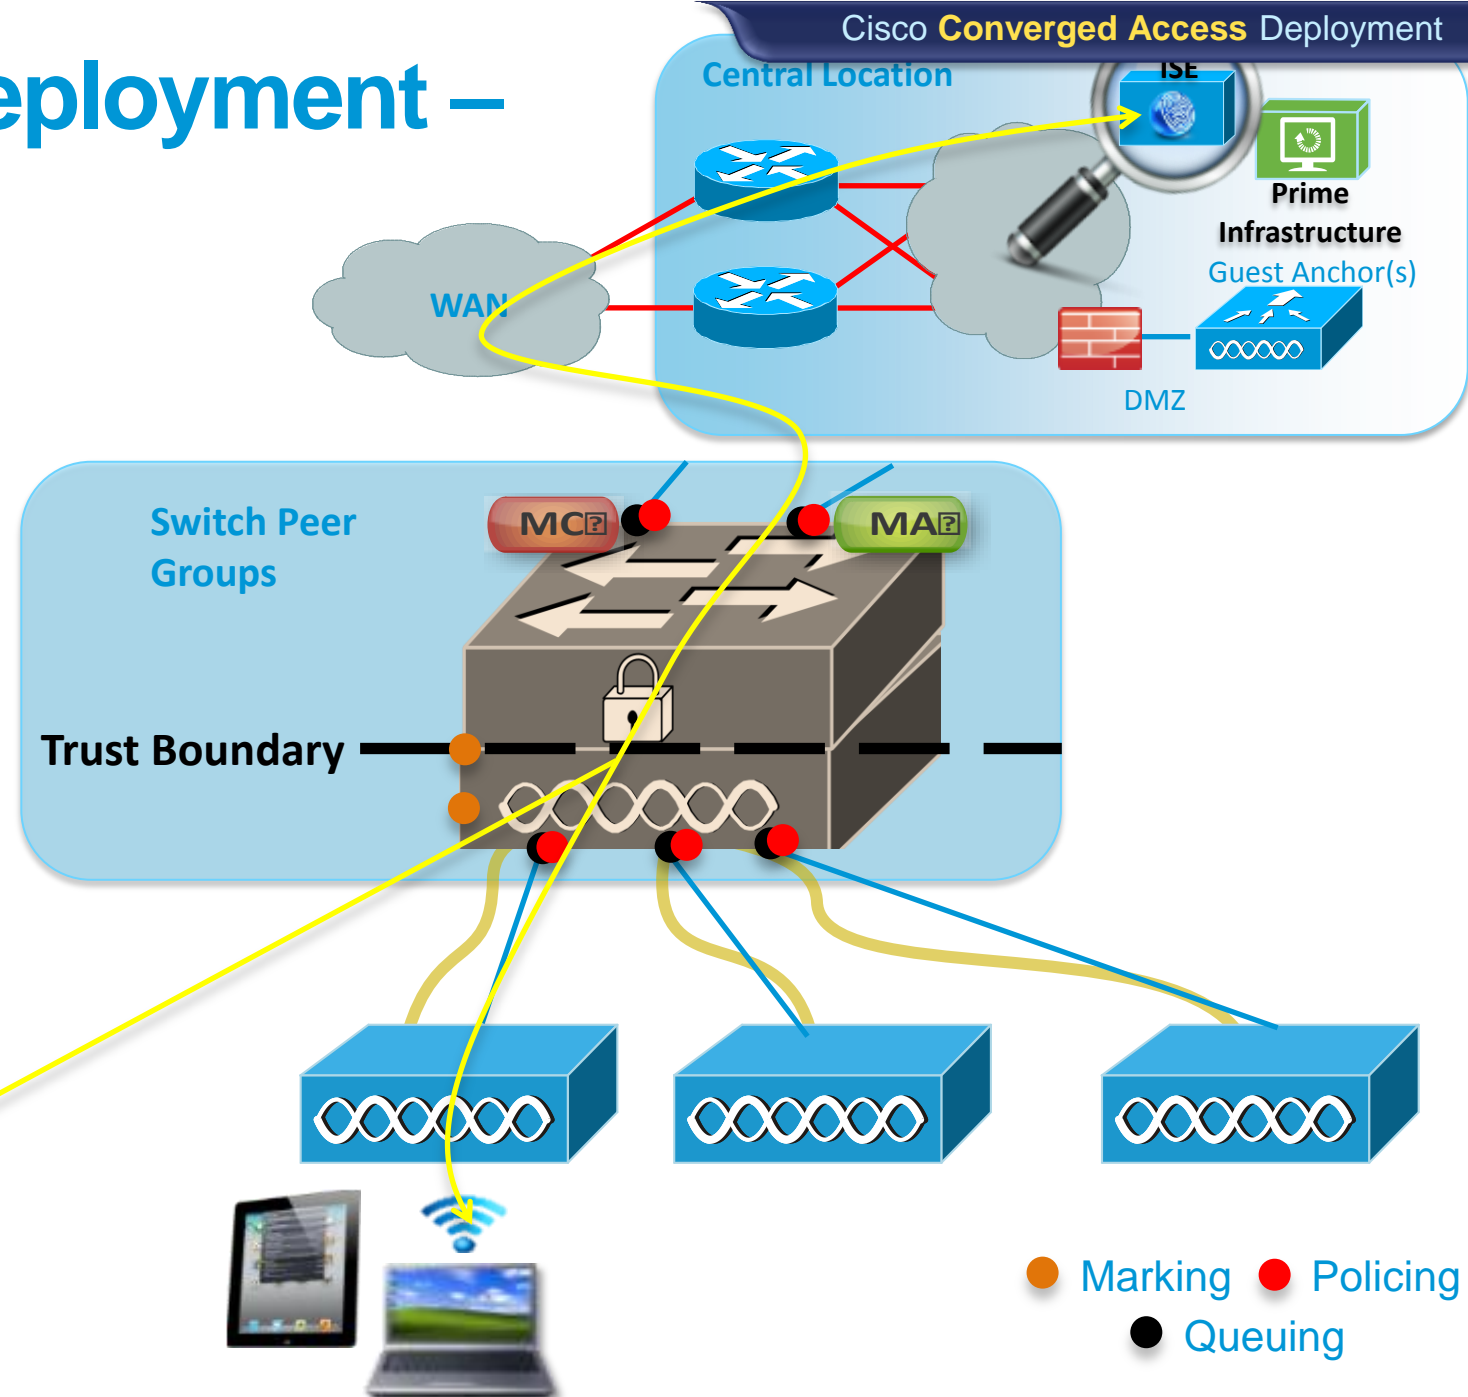 Cisco Converged Access Deployment
eployment –
Central Location
ISE
Prime
Infrastructure
Guest Anchor(s)
WAN
DMZ
Switch Peer
Groups
MC
MA
Trust Boundary
Marking
Policing
Queuing